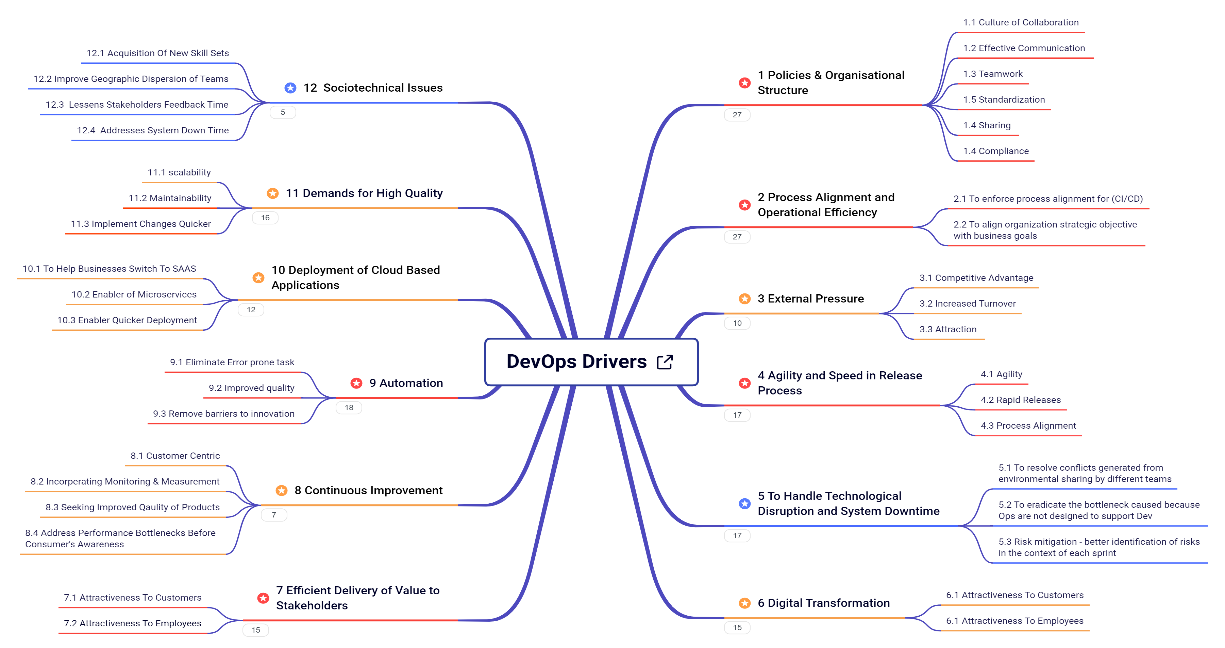 DevOps Drivers
1 Policies & Organisational
Structure
27
1.1 Culture of Collaboration
1.2 Effective Communication
1.3 Teamwork
1.5 Standardization
1.4 Sharing
1.4 Compliance
2 Process Alignment and
Operational Efficiency
27
2.1 To enforce process alignment for (CI/CD)
2.2 To align organization strategic objective
with business goals
3 External Pressure
10
3.1 Competitive Advantage
3.2 Increased Turnover
3.3 Attraction
4 Agility and Speed in Release
Process
17
4.1 Agility
4.2 Rapid Releases
4.3 Process Alignment
5 To Handle Technological
Disruption and System Downtime
17
5.1 To resolve conflicts generated from
environmental sharing by different teams
5.2 To eradicate the bottleneck caused because
Ops are not designed to support Dev
5.3 Risk mitigation - better identification of risks
in the context of each sprint
6 Digital Transformation
15
6.1 Attractiveness To Customers
6.1 Attractiveness To Employees
7 Efficient Delivery of Value to
Stakeholders
15
7.1 Attractiveness To Customers
7.2 Attractiveness To Employees
8 Continuous Improvement
7
8.1 Customer Centric
8.2 Incorperating Monitoring & Measurement
8.3 Seeking Improved Qaulity of Products
8.4 Address Performance Bottlenecks Before
Consumer's Awareness
9 Automation
18
9.1 Eliminate Error prone task
9.2 Improved quality
9.3 Remove barriers to innovation
10 Deployment of Cloud Based
Applications
12
10.1 To Help Businesses Switch To SAAS
10.2 Enabler of Microservices
10.3 Enabler Quicker Deployment
11 Demands for High Quality
16
11.1 scalability
11.2 Maintainability
11.3 Implement Changes Quicker
12 Sociotechnical Issues
5
12.1 Acquisition Of New Skill Sets
12.2 Improve Geographic Dispersion of Teams
12.3 Lessens Stakeholders Feedback Time
12.4 Addresses System Down Time